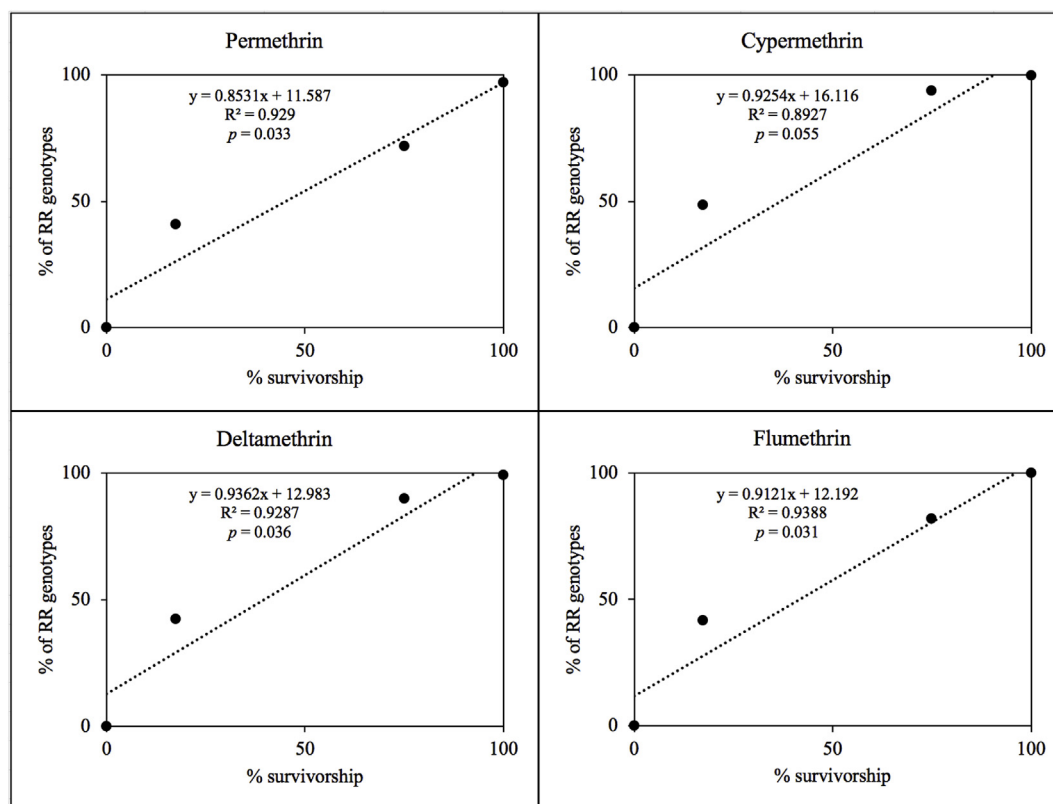 Permethrin
y = 0.8531x + 11.587
R² = 0.929
p = 0.033
% of RR genotypes
100
50
0
0 50 100
% survivorship
Cypermethrin
y = 0.9254x + 16.116
R² = 0.8927
p = 0.055
% of RR genotypes
100
50
0
0 50 100
% survivorship
Deltamethrin
y = 0.9362x + 12.983
R² = 0.9287
p = 0.036
% of RR genotypes
100
50
0
0 50 100
% survivorship
Flumethrin
y = 0.9121x + 12.192
R² = 0.9388
p = 0.031
% of RR genotypes
100
50
0
0 50 100
% survivorship